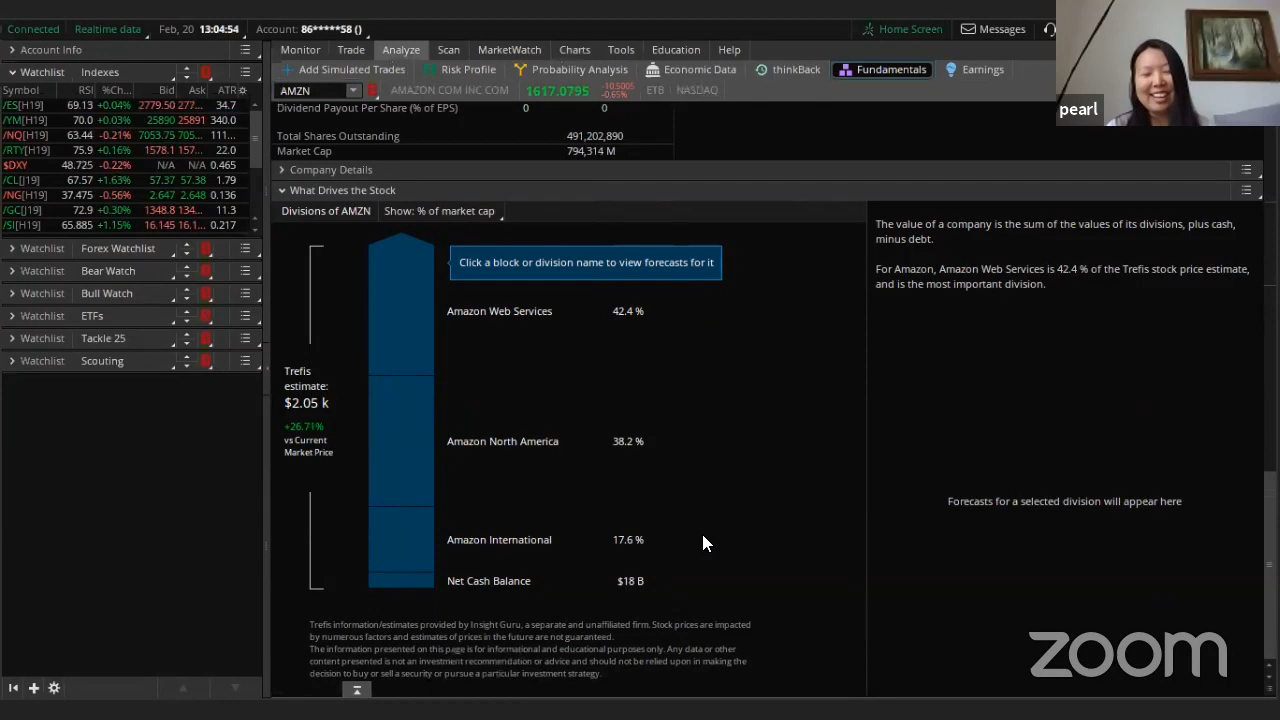 Connected Realtime data Feb, 20 13:04:54 Account: 86*****58 () Home Screen Messages
Account Info Monitor Trade Analyze Scan MarketWatch Charts Tools Education Help
Watchlist Indexes Add Simulated Trades Risk Profile Probability Analysis Economic Data thinkBack Fundamentals Earnings
Symbol RSI %Ch... Bid Ask ATR
AMZN AMAZON COM INC COM 1617.0795 -10.5005 -0.65% ETB NASDAQ
pearl
/ES[H19] 69.13 +0.04% 2779.50 277... 34.7
/YM[H19] 70.0 +0.03% 25890 25891 340.0
/NQ[H19] 63.44 -0.21% 7053.75 705... 111...
/RTY[H19] 75.9 +0.16% 1578.1 157... 22.0
$DXY 48.725 -0.22% N/A N/A 0.465
/CL[J19] 67.57 +1.63% 57.37 57.38 1.79
/NG[H19] 37.475 -0.56% 2.647 2.648 0.136
/GC[J19] 72.9 +0.30% 1348.8 134... 11.3
/SI[H19] 65.885 +1.15% 16.145 16.1... 0.217
Watchlist Forex Watchlist
Watchlist Bear Watch
Watchlist Bull Watch
Watchlist ETFs
Watchlist Tackle 25
Watchlist Scouting
Dividend Payout Per Share (% of EPS) 0 0
Total Shares Outstanding 491,202,890
Market Cap 794,314 M
Company Details
What Drives the Stock
Divisions of AMZN Show: % of market cap
Click a block or division name to view forecasts for it
Amazon Web Services 42.4 %
Trefis
estimate:
$2.05 k
+26.71%
vs Current
Market Price
Amazon North America 38.2 %
Amazon International 17.6 %
Net Cash Balance $18 B
Trefis information/estimates provided by Insight Guru, a separate and unaffiliated firm. Stock prices are impacted
by numerous factors and estimates of prices in the future are not guaranteed.
The information presented on this page is for informational and educational purposes only. Any data or other
content presented is not an investment recommendation or advice and should not be relied upon in making the
decision to buy or sell a security or pursue a particular investment strategy.
The value of a company is the sum of the values of its divisions, plus cash,
minus debt.
For Amazon, Amazon Web Services is 42.4 % of the Trefis stock price estimate,
and is the most important division.
Forecasts for a selected division will appear here
zoom